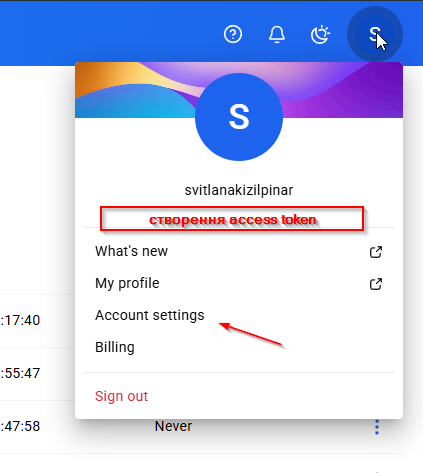 S
S
svitlanakizilpinar
створення access token
What's new
My profile
:17:40
Account settings
Billing
:55:47
Sign out
:47:58 Never